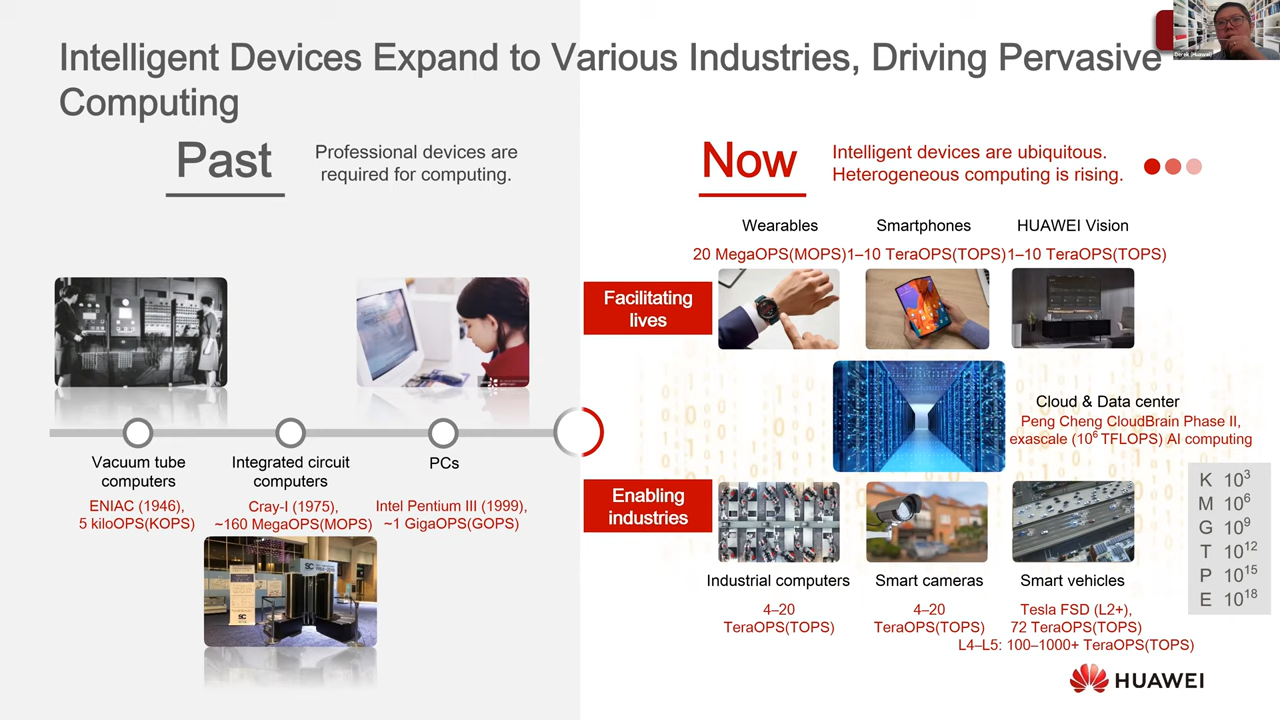 Intelligent Devices Expand to Various Industries, Driving Pervasive
Computing
Derek (Huawei)
Past
Professional devices are
required for computing.
Vacuum tube
computers
ENIAC (1946),
5 kiloOPS(KOPS)
Integrated circuit
computers
Cray-I (1975),
~160 MegaOPS(MOPS)
PCs
Intel Pentium III (1999),
~1 GigaOPS(GOPS)
SC
Now
Intelligent devices are ubiquitous.
Heterogeneous computing is rising.
Wearables
20 MegaOPS(MOPS)
Smartphones
1–10 TeraOPS(TOPS)
HUAWEI Vision
1–10 TeraOPS(TOPS)
Facilitating
lives
Cloud & Data center
Peng Cheng CloudBrain Phase II,
exascale (10⁶ TFLOPS) AI computing
Enabling
industries
Industrial computers
4–20
TeraOPS(TOPS)
Smart cameras
4–20
TeraOPS(TOPS)
Smart vehicles
Tesla FSD (L2+),
72 TeraOPS(TOPS)
L4–L5: 100–1000+ TeraOPS(TOPS)
K 10³
M 10⁶
G 10⁹
T 10¹²
P 10¹⁵
E 10¹⁸
HUAWEI